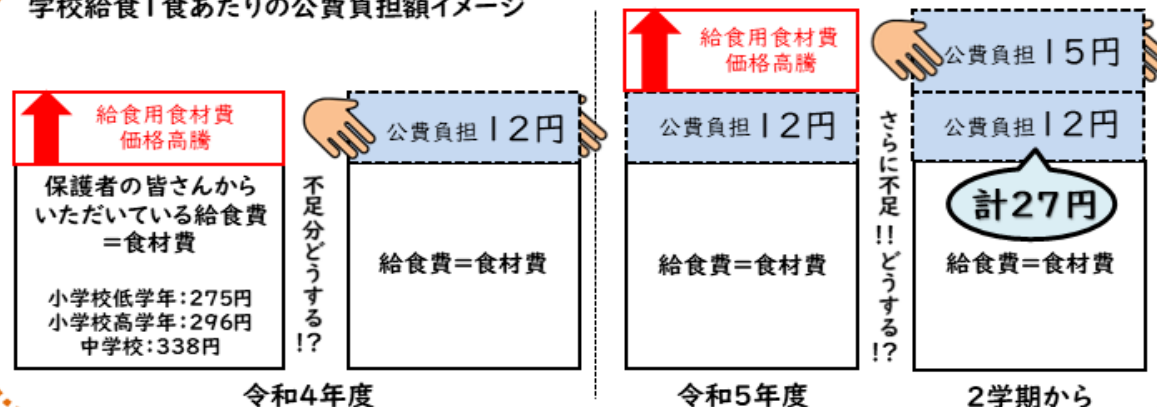 学校給食1食あたりの公費負担額イメージ
給食用食材費
価格高騰
保護者の皆さんから
いただいている給食費
=食材費
小学校低学年:275円
小学校高学年:296円
中学校:338円
不足分どうする!?
公費負担12円
給食費=食材費
令和4年度
給食用食材費
価格高騰
公費負担12円
給食費=食材費
令和5年度
さらに不足!!どうする!?
公費負担15円
公費負担12円
計27円
給食費=食材費
2学期から